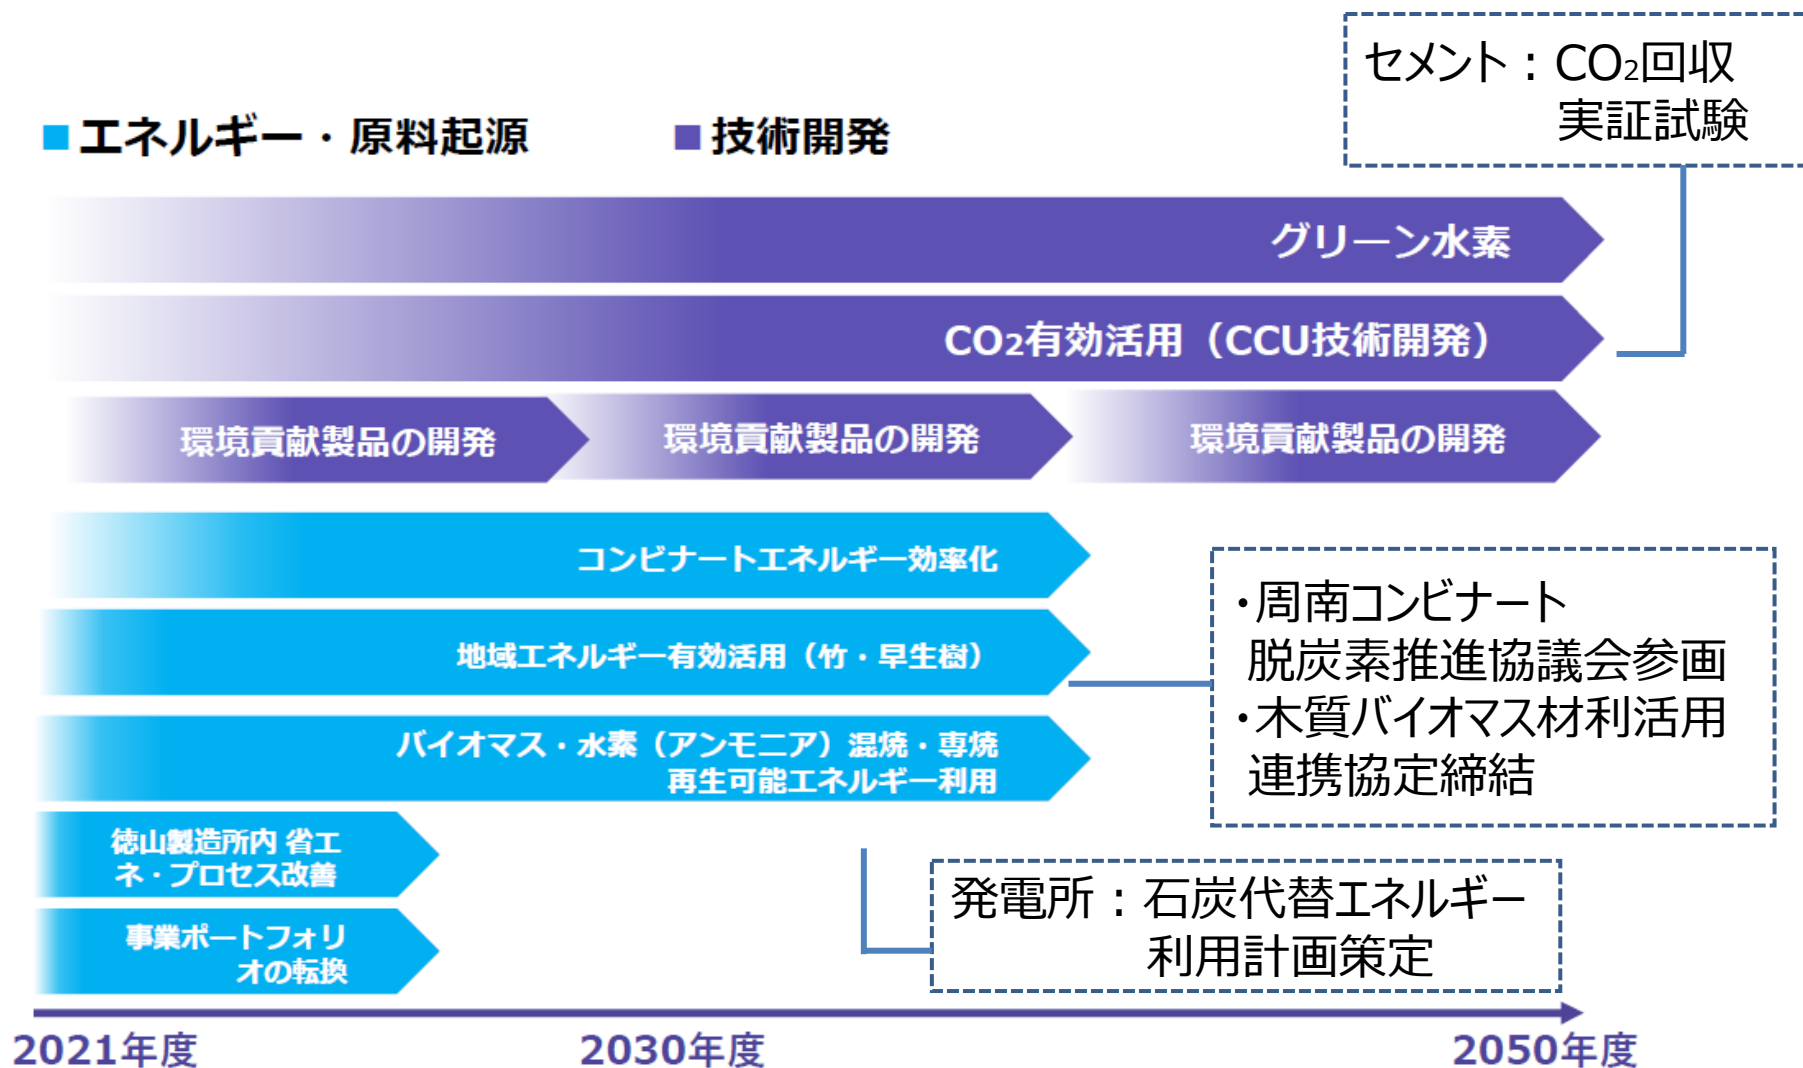 セメント：CO₂回収
実証試験
■エネルギー・原料起源
■技術開発
グリーン水素
CO₂有効活用（CCU技術開発）
環境貢献製品の開発
環境貢献製品の開発
環境貢献製品の開発
コンビナートエネルギー効率化
地域エネルギー有効活用（竹・早生樹）
バイオマス・水素（アンモニア）混焼・専焼
再生可能エネルギー利用
・周南コンビナート
脱炭素推進協議会参画
・木質バイオマス材利活用
連携協定締結
徳山製造所内 省エ
ネ・プロセス改善
発電所：石炭代替エネルギー
利用計画策定
事業ポートフォリ
オの転換
2021年度
2030年度
2050年度